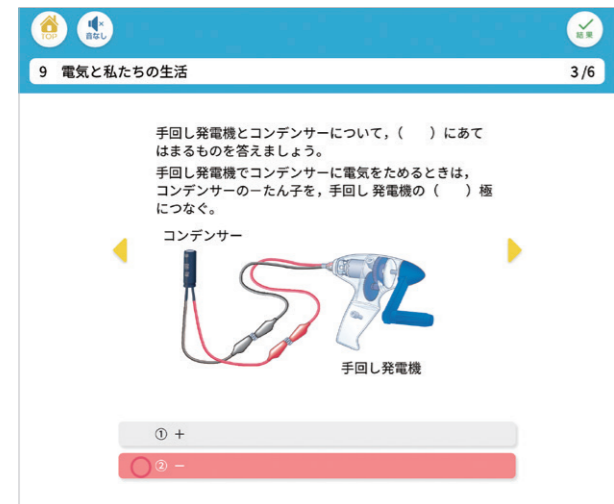 TOP
音なし
結果
9 電気と私たちの生活
3/6
手回し発電機とコンデンサーについて，（　　）にあて
はまるものを答えましょう。
手回し発電機でコンデンサーに電気をためるときは，
コンデンサーの－たん子を，手回し発電機の（　　）極
につなぐ。
コンデンサー
手回し発電機
① ＋
② －